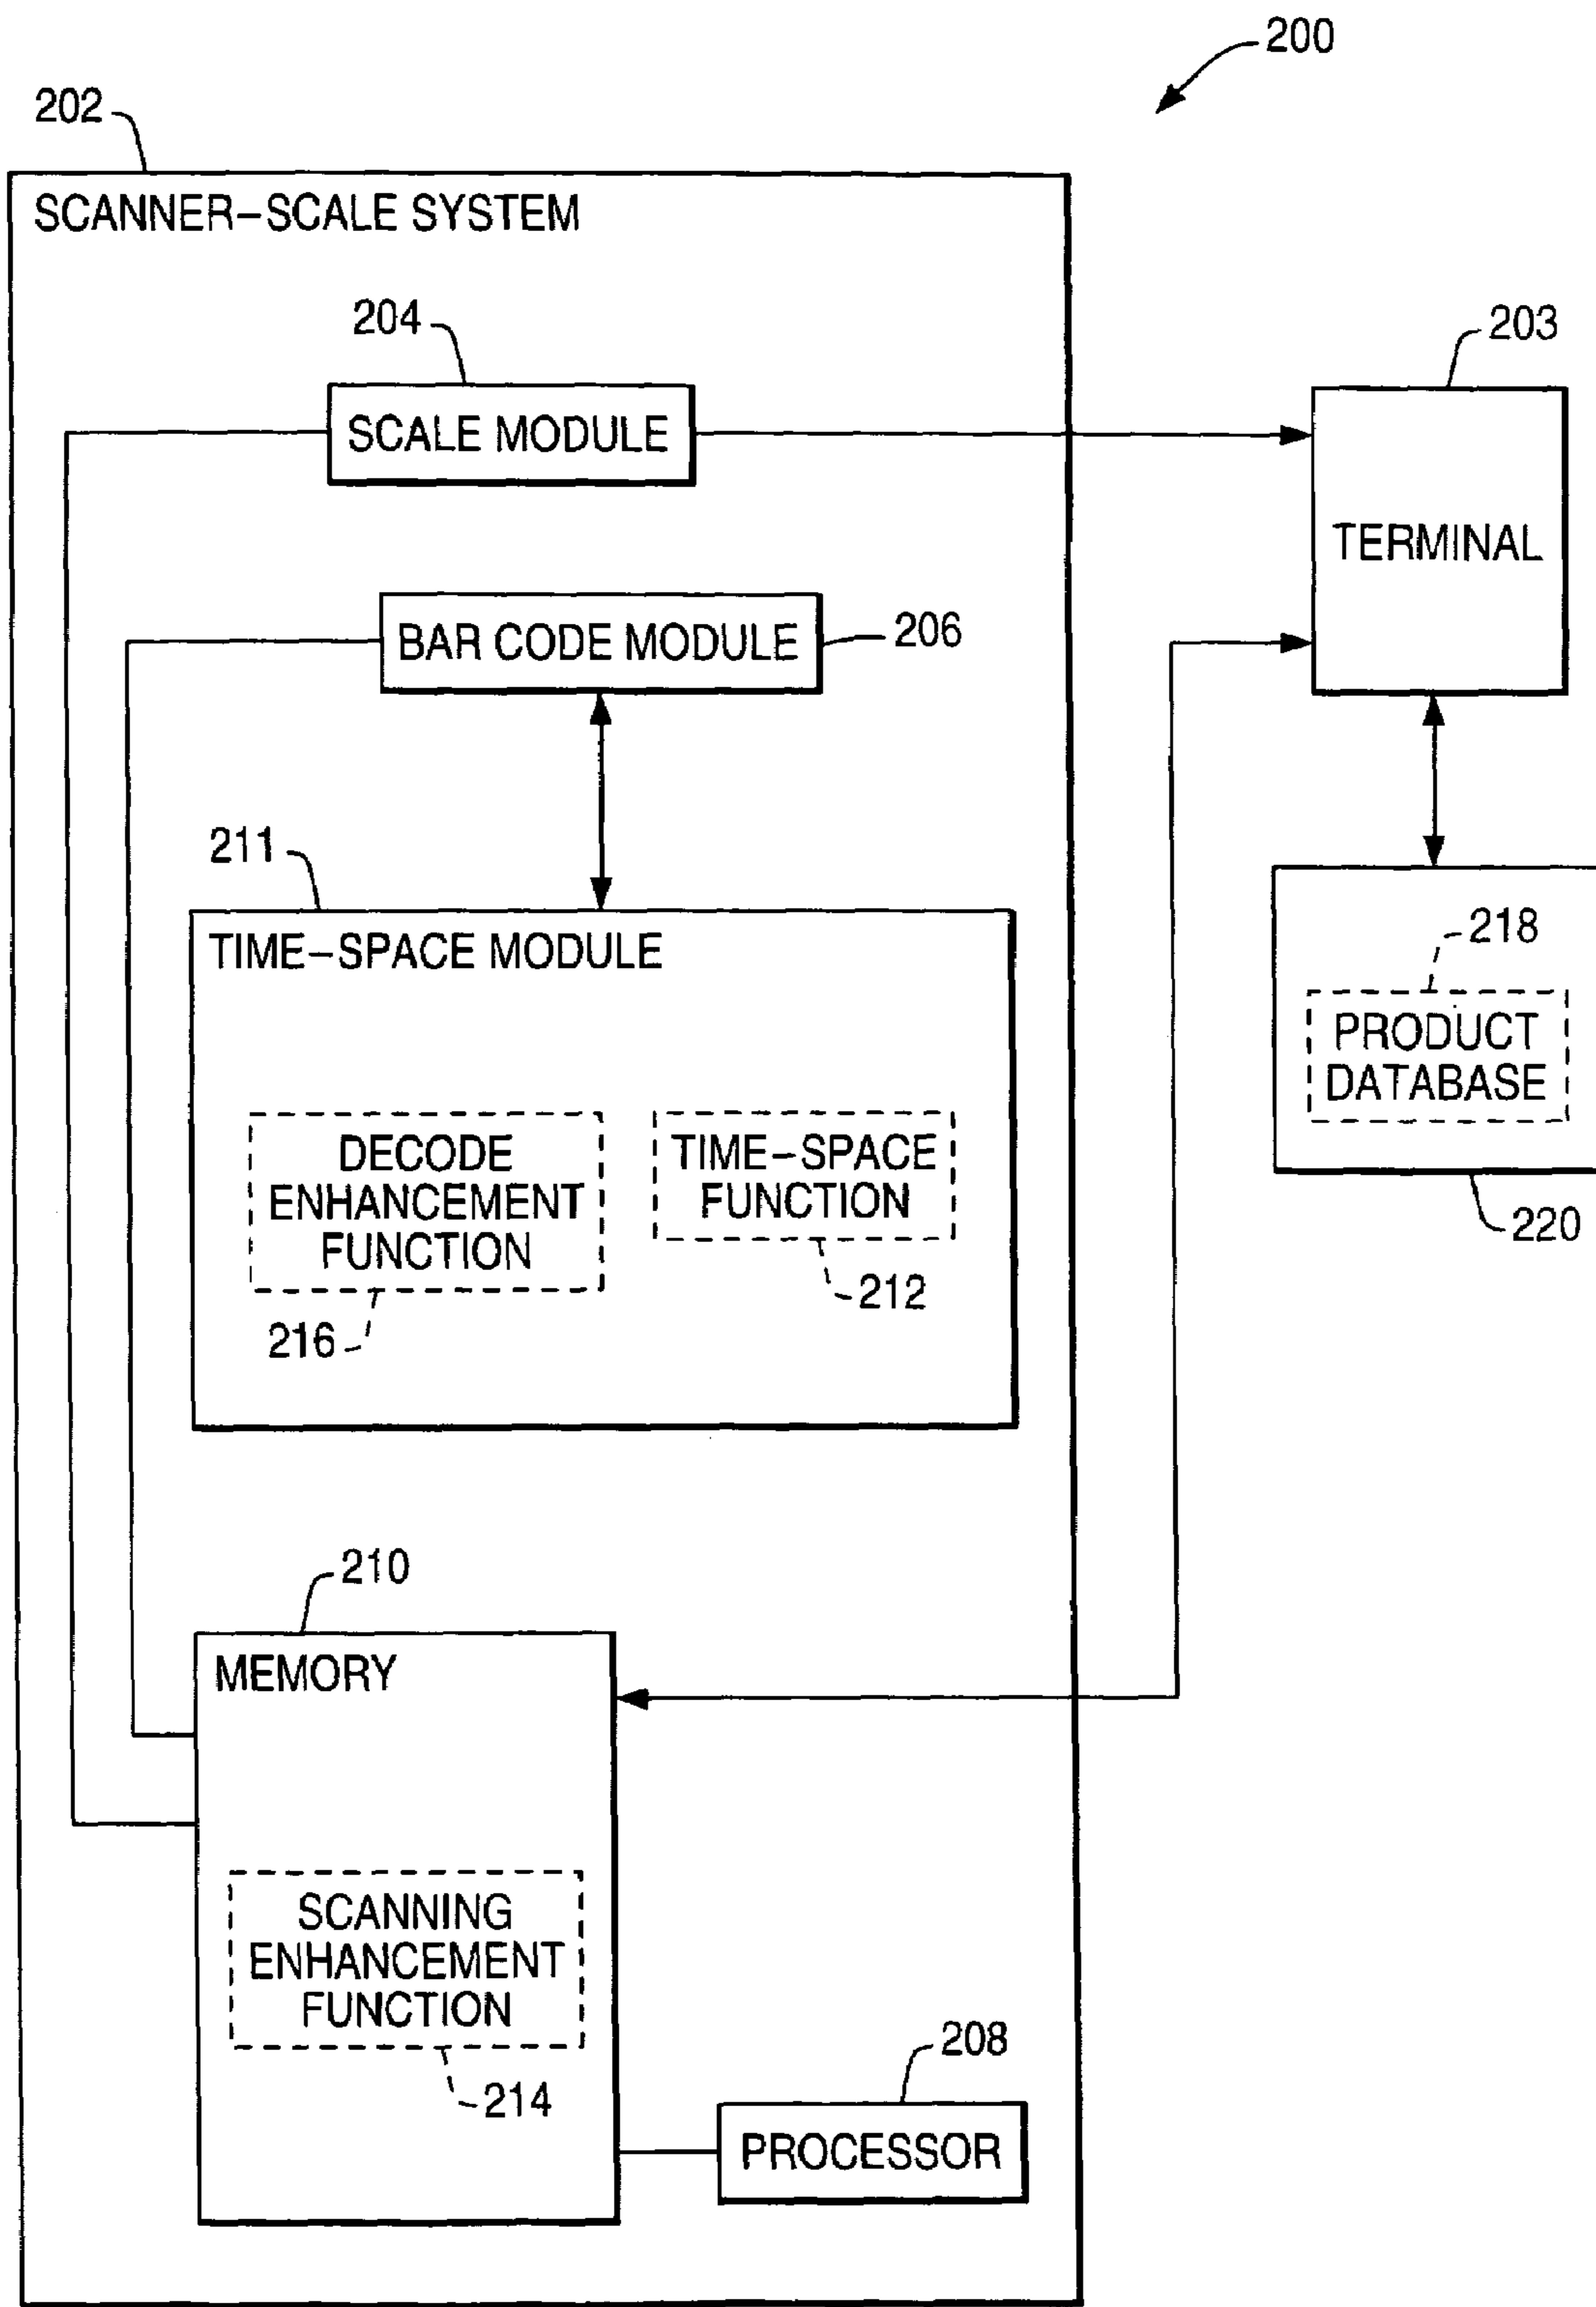 200
202
SCANNER-SCALE SYSTEM
204
203
SCALE MODULE
TERMINAL
BAR CODE MODULE
206
211
TIME-SPACE MODULE
218
PRODUCT
DATABASE
DECODE
ENHANCEMENT
FUNCTION
TIME-SPACE
FUNCTION
220
212
216
210
MEMORY
SCANNING
ENHANCEMENT
FUNCTION
208
214
PROCESSOR